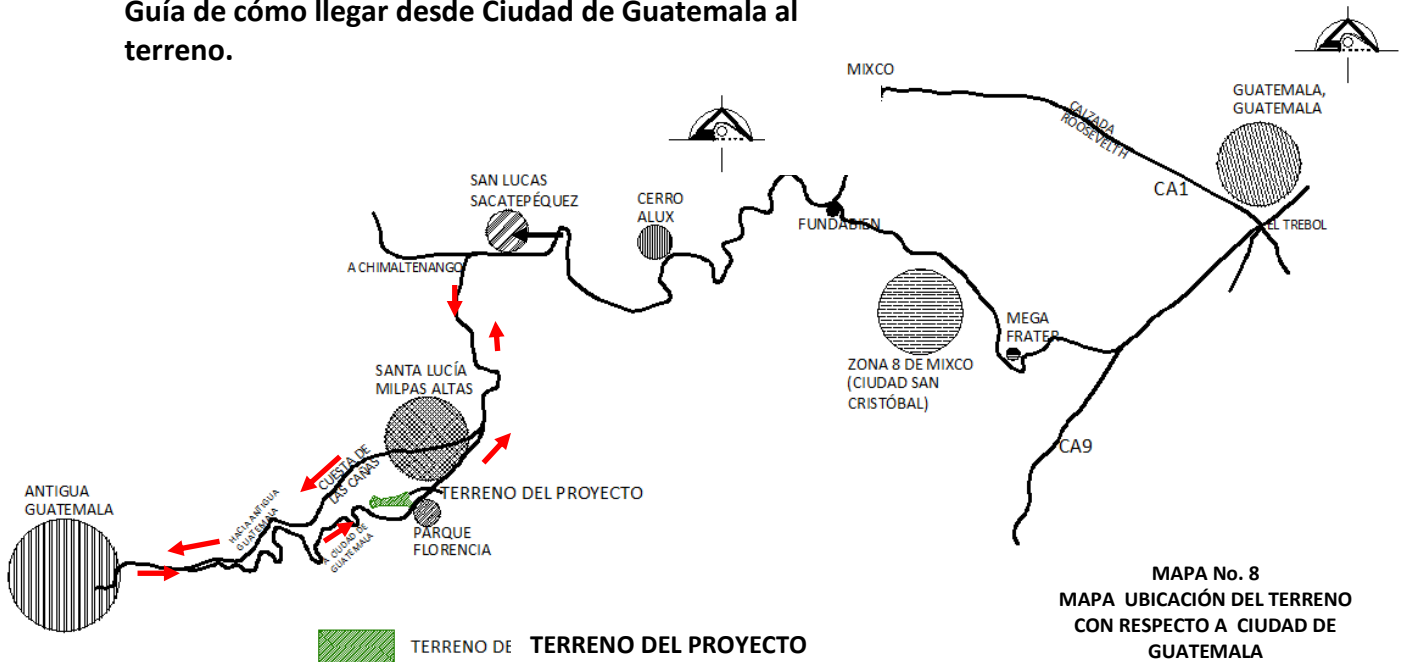 Guía de cómo llegar desde Ciudad de Guatemala al
terreno.
MIXCO
CALZADA
ROOSEVELTH
GUATEMALA,
GUATEMALA
CA1
EL TREBOL
SAN LUCAS
SACATEPÉQUEZ
CERRO
ALUX
FUNDABIEN
A CHIMALTENANGO
MEGA
FRATER
ZONA 8 DE MIXCO
(CIUDAD SAN
CRISTÓBAL)
SANTA LUCÍA
MILPAS ALTAS
CA9
CUESTA DE
LAS CAÑAS
ANTIGUA
GUATEMALA
TERRENO DEL PROYECTO
HACIA ANTIGUA
GUATEMALA
A CIUDAD DE
GUATEMALA
PARQUE
FLORENCIA
MAPA No. 8
MAPA UBICACIÓN DEL TERRENO
CON RESPECTO A CIUDAD DE
GUATEMALA
TERRENO DE TERRENO DEL PROYECTO